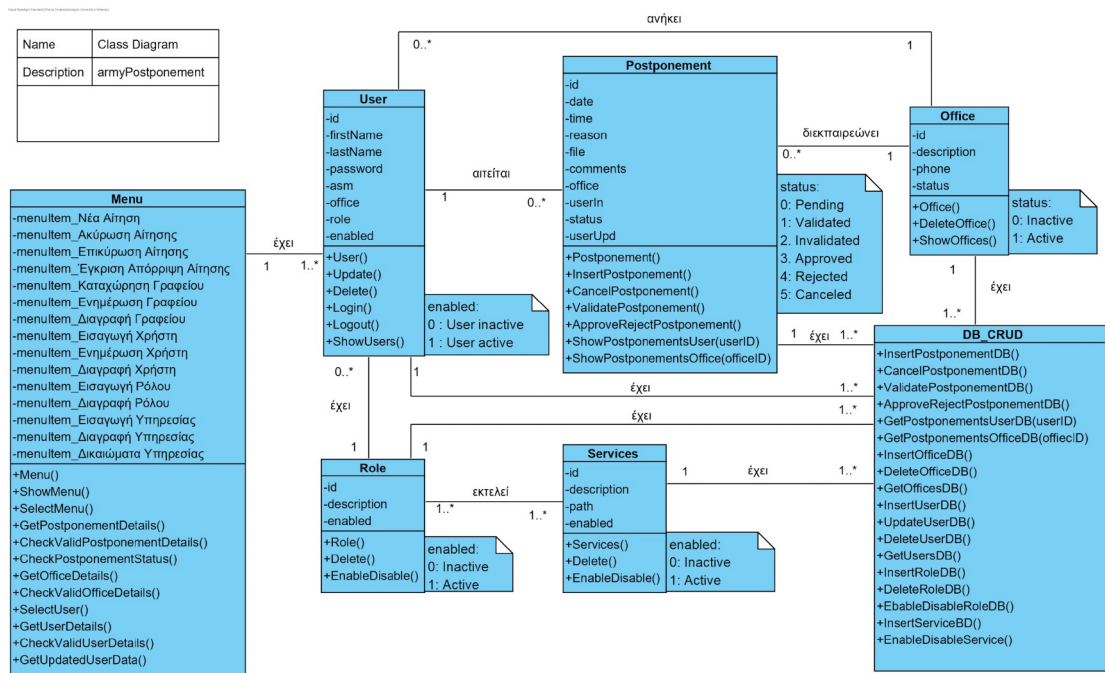 Name
Class Diagram
Description
armyPostponement
ανήκει
0..*
1
User
-id
-firstName
-lastName
-password
-asm
-office
-role
-enabled
+User()
+Update()
+Delete()
+Login()
+Logout()
+ShowUsers()
enabled:
0 : User inactive
1 : User active
αιτείται
1
0..*
Postponement
-id
-date
-time
-reason
-file
-comments
-office
-userIn
-status
-userUpd
+Postponement()
+InsertPostponement()
+CancelPostponement()
+ValidatePostponement()
+ApproveRejectPostponement()
+ShowPostponementsUser(userID)
+ShowPostponementsOffice(officeID)
status:
0: Pending
1: Validated
2. Invalidated
3. Approved
4: Rejected
5: Canceled
διεκπαιρεώνει
0..*
1
Office
-id
-description
-phone
-status
+Office()
+DeleteOffice()
+ShowOffices()
status:
0: Inactive
1: Active
1
έχει
1..*
Menu
-menuItem_Νέα Αίτηση
-menuItem_Ακύρωση Αίτησης
-menuItem_Επικύρωση Αίτησης
-menuItem_Έγκριση Απόρριψη Αίτησης
-menuItem_Καταχώρηση Γραφείου
-menuItem_Ενημέρωση Γραφείου
-menuItem_Διαγραφή Γραφείου
-menuItem_Εισαγωγή Χρήστη
-menuItem_Ενημέρωση Χρήστη
-menuItem_Διαγραφή Χρήστη
-menuItem_Εισαγωγή Ρόλου
-menuItem_Διαγραφή Ρόλου
-menuItem_Εισαγωγή Υπηρεσίας
-menuItem_Διαγραφή Υπηρεσίας
-menuItem_Δικαιώματα Υπηρεσίας
+Menu()
+ShowMenu()
+SelectMenu()
+GetPostponementDetails()
+CheckValidPostponementDetails()
+CheckPostponementStatus()
+GetOfficeDetails()
+CheckValidOfficeDetails()
+SelectUser()
+GetUserDetails()
+CheckValidUserDetails()
+GetUpdatedUserData()
έχει
1
1..*
1
έχει
1..*
1
έχει
1..*
0..*
έχει
1
1
έχει
1..*
Role
-id
-description
-enabled
+Role()
+Delete()
+EnableDisable()
enabled:
0: Inactive
1: Active
εκτελεί
1..*
1..*
Services
-id
-description
-path
-enabled
+Services()
+Delete()
+EnableDisable()
enabled:
0: Inactive
1: Active
1
έχει
1..*
DB_CRUD
+InsertPostponementDB()
+CancelPostponementDB()
+ValidatePostponementDB()
+ApproveRejectPostponementDB()
+GetPostponementsUserDB(userID)
+GetPostponementsOfficeDB(offiecID)
+InsertOfficeDB()
+DeleteOfficeDB()
+GetOfficesDB()
+InsertUserDB()
+UpdateUserDB()
+DeleteUserDB()
+GetUsersDB()
+InsertRoleDB()
+DeleteRoleDB()
+EbableDisableRoleDB()
+InsertServiceBD()
+EnableDisableService()